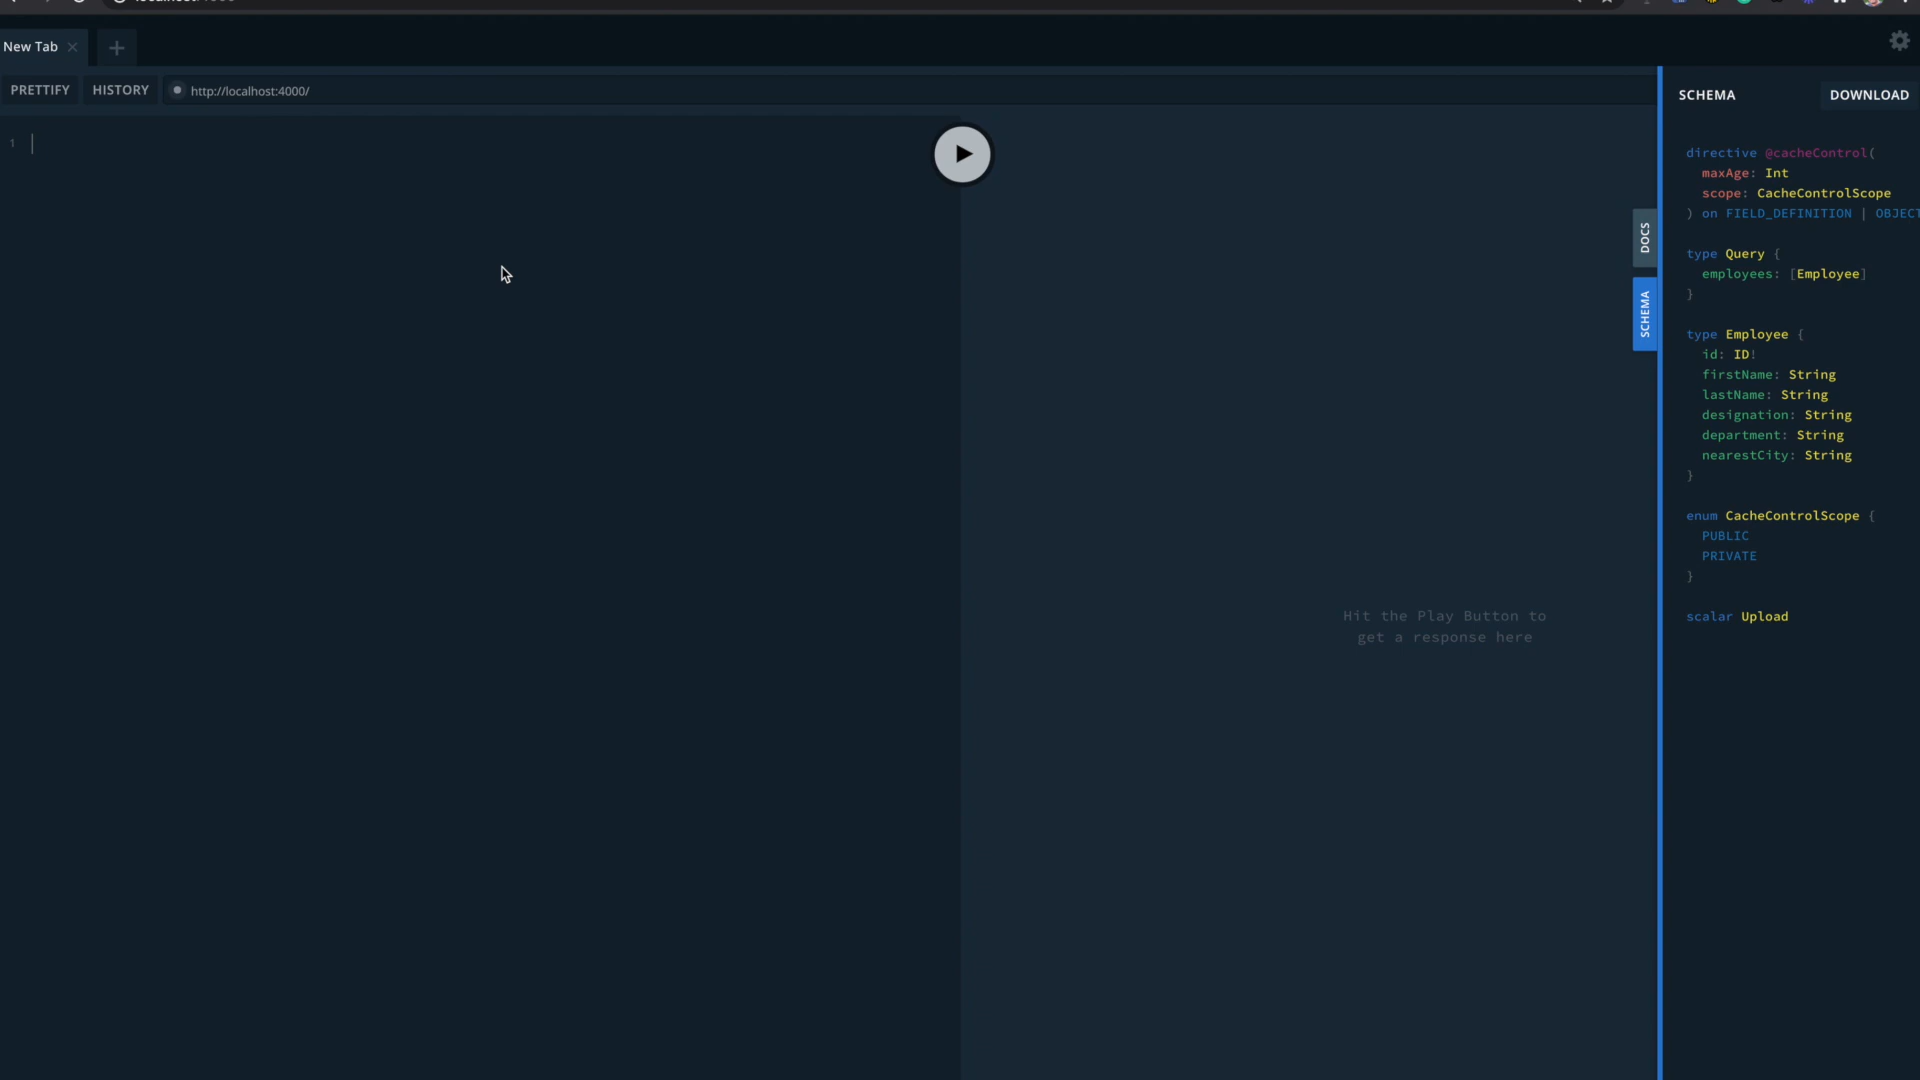 New Tab
PRETTIFY
HISTORY
http://localhost:4000/
1
Hit the Play Button to
get a response here
DOCS
SCHEMA
SCHEMA
DOWNLOAD
directive @cacheControl(
maxAge: Int
scope: CacheControlScope
) on FIELD_DEFINITION | OBJECT
type Query {
employees: [Employee]
}
type Employee {
id: ID!
firstName: String
lastName: String
designation: String
department: String
nearestCity: String
}
enum CacheControlScope {
PUBLIC
PRIVATE
}
scalar Upload